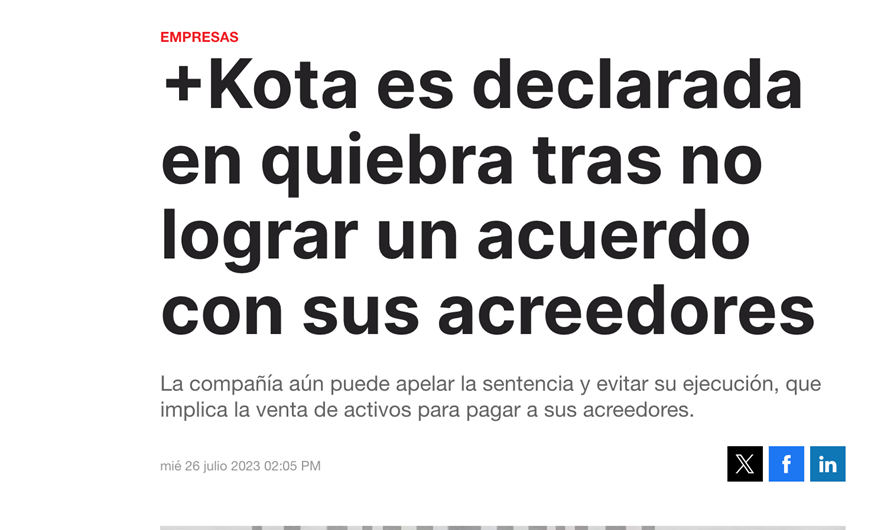 EMPRESAS
+Kota es declarada
en quiebra tras no
lograr un acuerdo
con sus acreedores
La compañía aún puede apelar la sentencia y evitar su ejecución, que
implica la venta de activos para pagar a sus acreedores.
mié 26 julio 2023 02:05 PM